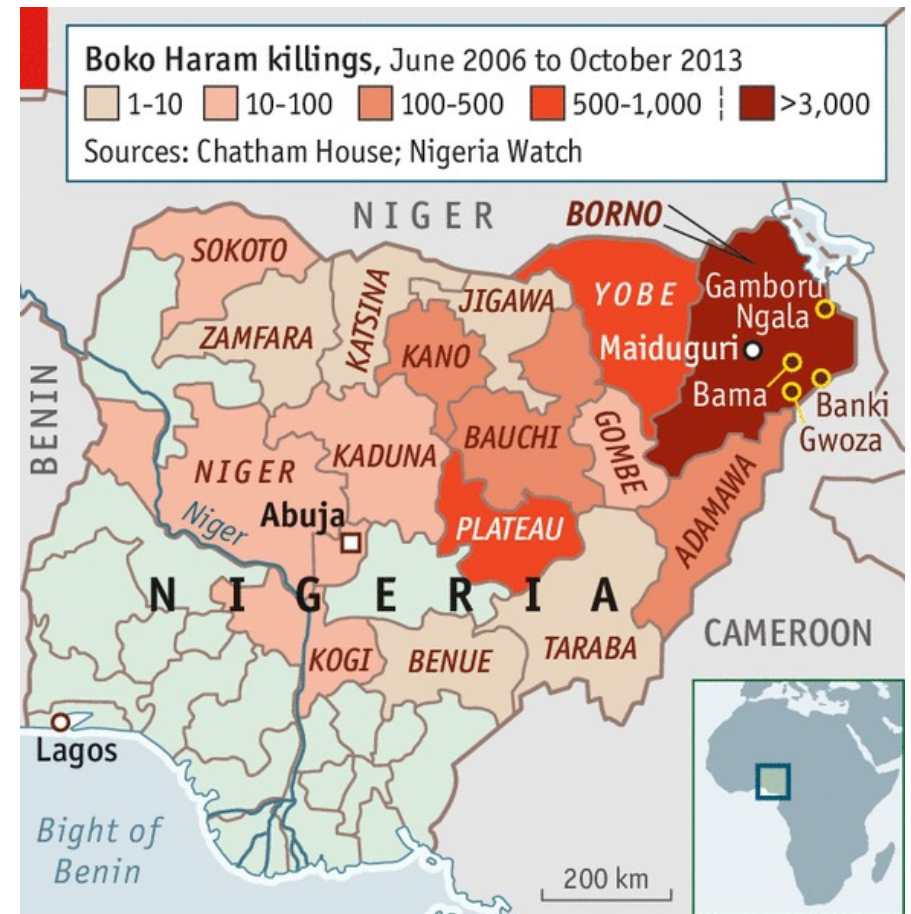 Boko Haram killings, June 2006 to October 2013
1-10 10-100 100-500 500-1,000 >3,000
Sources: Chatham House; Nigeria Watch
NIGER
BORNO
SOKOTO
YOBE
Gamboru
Ngala
KATSINA
JIGAWA
ZAMFARA
KANO
Maiduguri
BENIN
Bama
Banki
Gwoza
GOMBE
BAUCHI
KADUNA
NIGER
Niger
Abuja
PLATEAU
ADAMAWA
NIGERIA
CAMEROON
KOGI
BENUE
TARABA
Lagos
Bight of
Benin
200 km